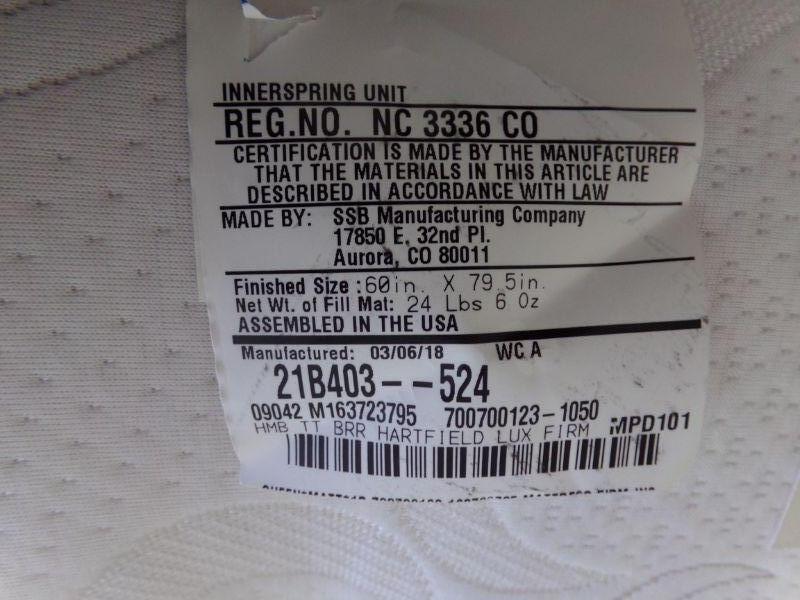 INNERSPRING UNIT
REG.NO. NC 3336 CO
CERTIFICATION IS MADE BY THE MANUFACTURER
THAT THE MATERIALS IN THIS ARTICLE ARE
DESCRIBED IN ACCORDANCE WITH LAW
MADE BY: SSB Manufacturing Company
17850 E. 32nd Pl.
Aurora, CO 80011
Finished Size :60in. X 79.5in.
Net Wt. of Fill Mat: 24 Lbs 6 Oz
ASSEMBLED IN THE USA
Manufactured: 03/06/18 WC A
21B403--524
09042 M163723795 700700123-1050
HMB TT BRR HARTFIELD LUX FIRM MPD101